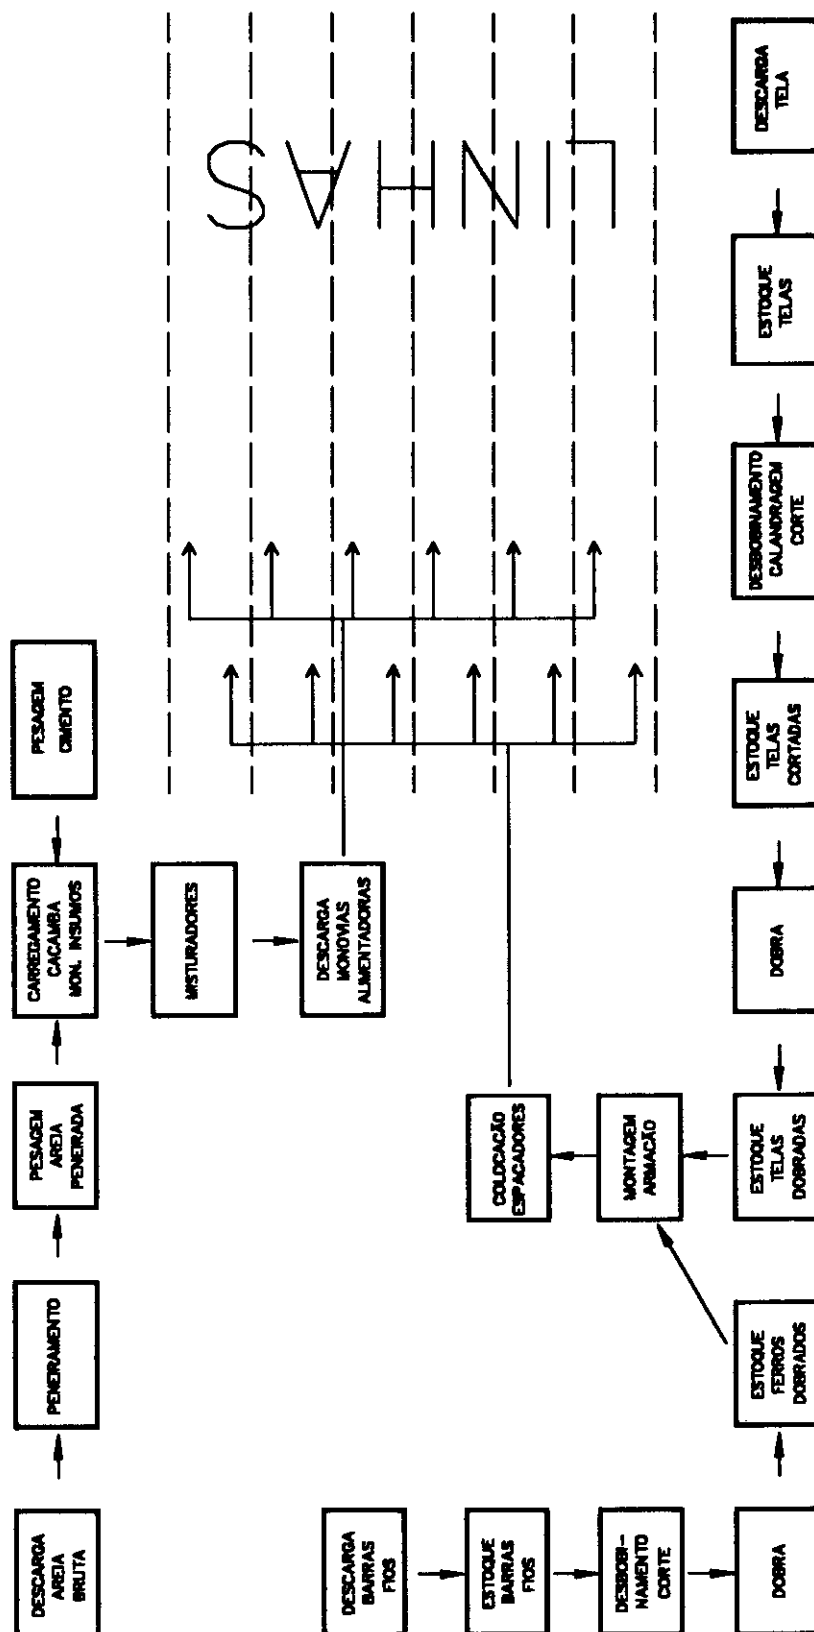 DESCARGA
AREIA
BRUTA
PENEIRAMENTO
PESAGEM
AREIA
PENEIRADA
CARREGAMENTO
CACAMBA
MON. INSUMOS
PESAGEM
CIMENTO
MISTURADORES
DESCARGA
MONOVIAS
ALIMENTADORAS
LINHAS
DESCARGA
BARRAS
FIOS
ESTOQUE
BARRAS
FIOS
DESBOBI-
NAMENTO
CORTE
DOBRA
ESTOQUE
FERROS
DOBRADOS
COLOCAÇÃO
ESPACADORES
MONTAGEM
ARMAÇÃO
ESTOQUE
TELAS
DOBRADAS
DOBRA
ESTOQUE
TELAS
CORTADAS
DESBOBINAMENTO
CALANDRAGEM
CORTE
ESTOQUE
TELAS
DESCARGA
TELA